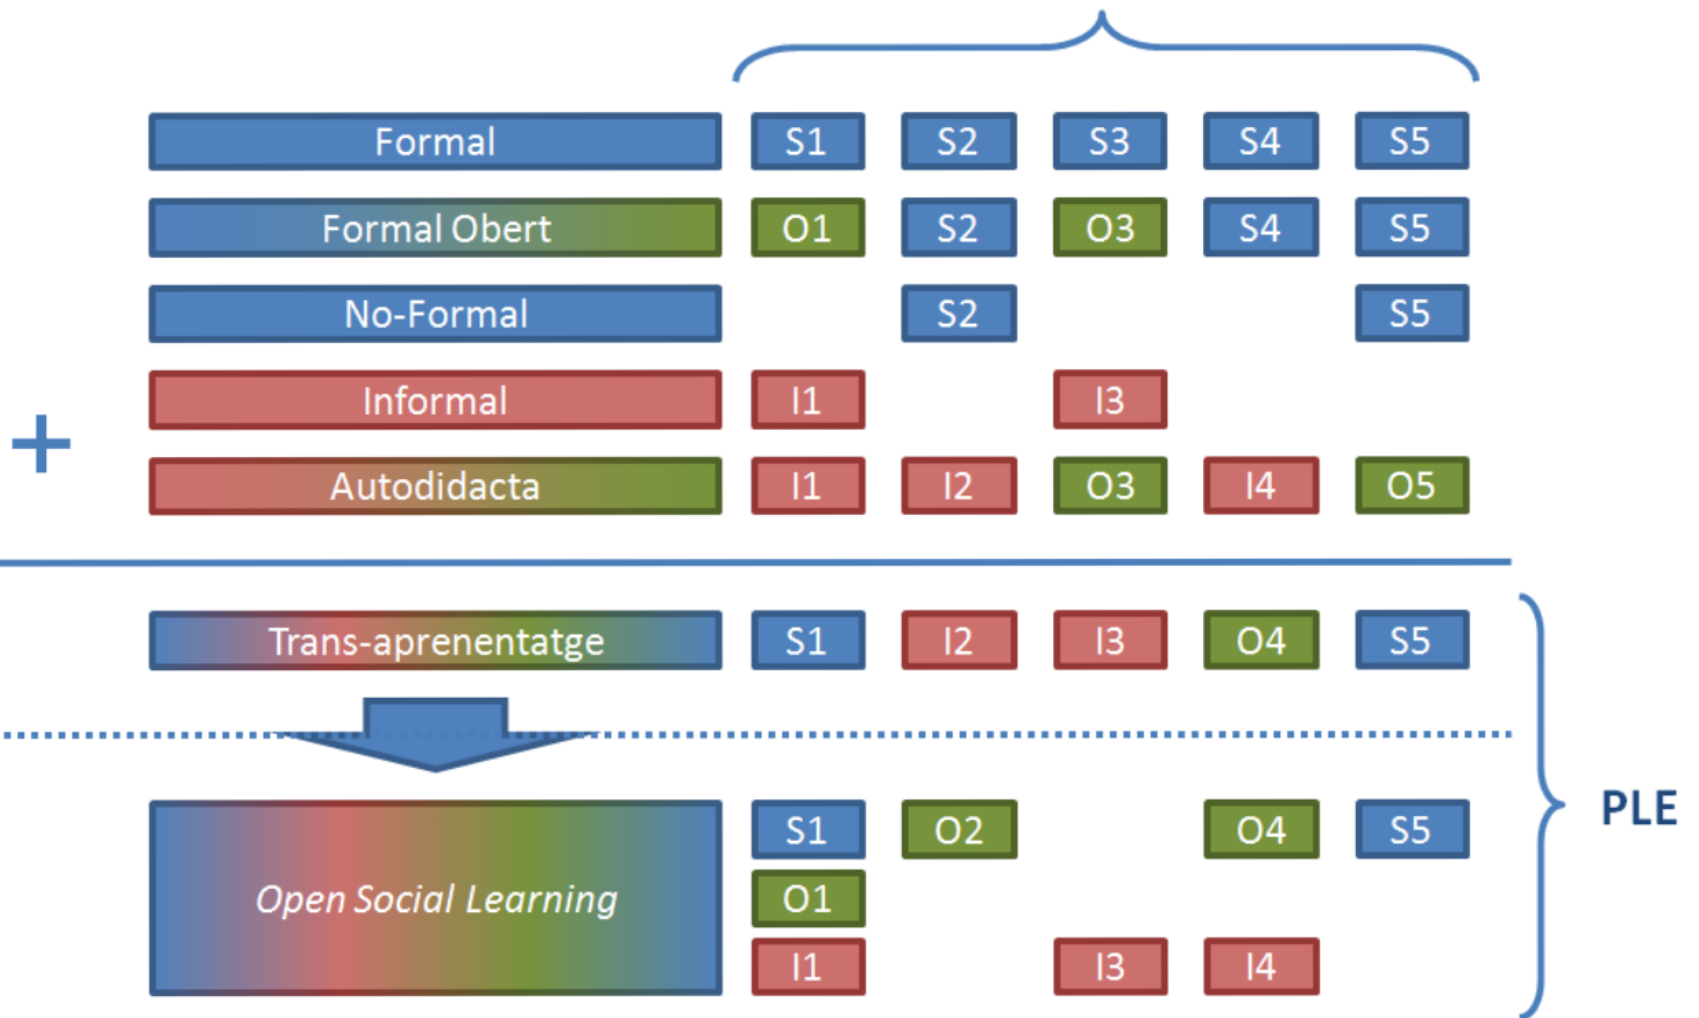 Formal S1 S2 S3 S4 S5
Formal Obert O1 S2 O3 S4 S5
No-Formal S2 S5
Informal I1 I3
+
Autodidacta I1 I2 O3 I4 O5
Trans-aprenentatge S1 I2 I3 O4 S5
PLE
S1 O2 O4 S5
Open Social Learning
O1
I1 I3 I4